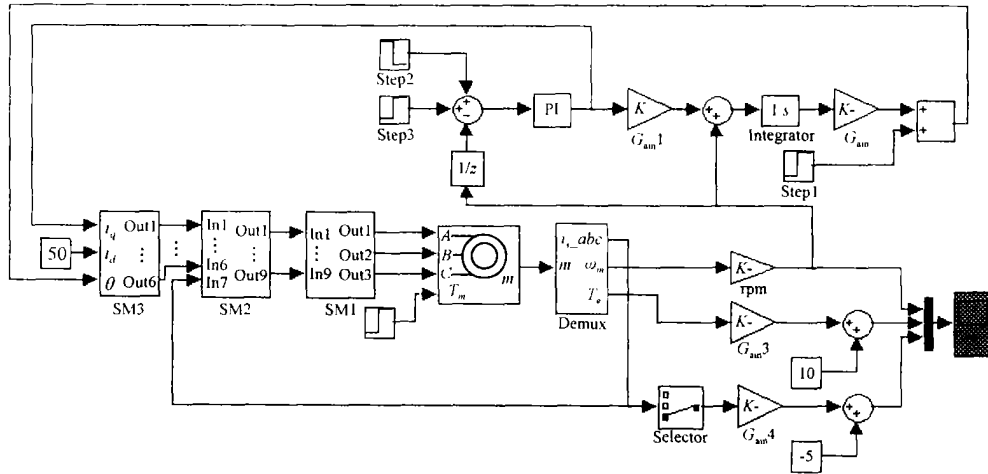 Step2
Step3
PI
K
Gain1
1 s
Integrator
K-
Gain
+
+
Step1
1/z
50
iq
id
θ
Out1
Out6
SM3
In1
In6
In7
Out1
Out9
SM2
In1
In9
Out1
Out2
Out3
SM1
A
B
C
Tm
m
m
is_abc
ωm
Te
Demux
K-
rpm
K-
Gain3
10
Selector
K-
Gain4
-5